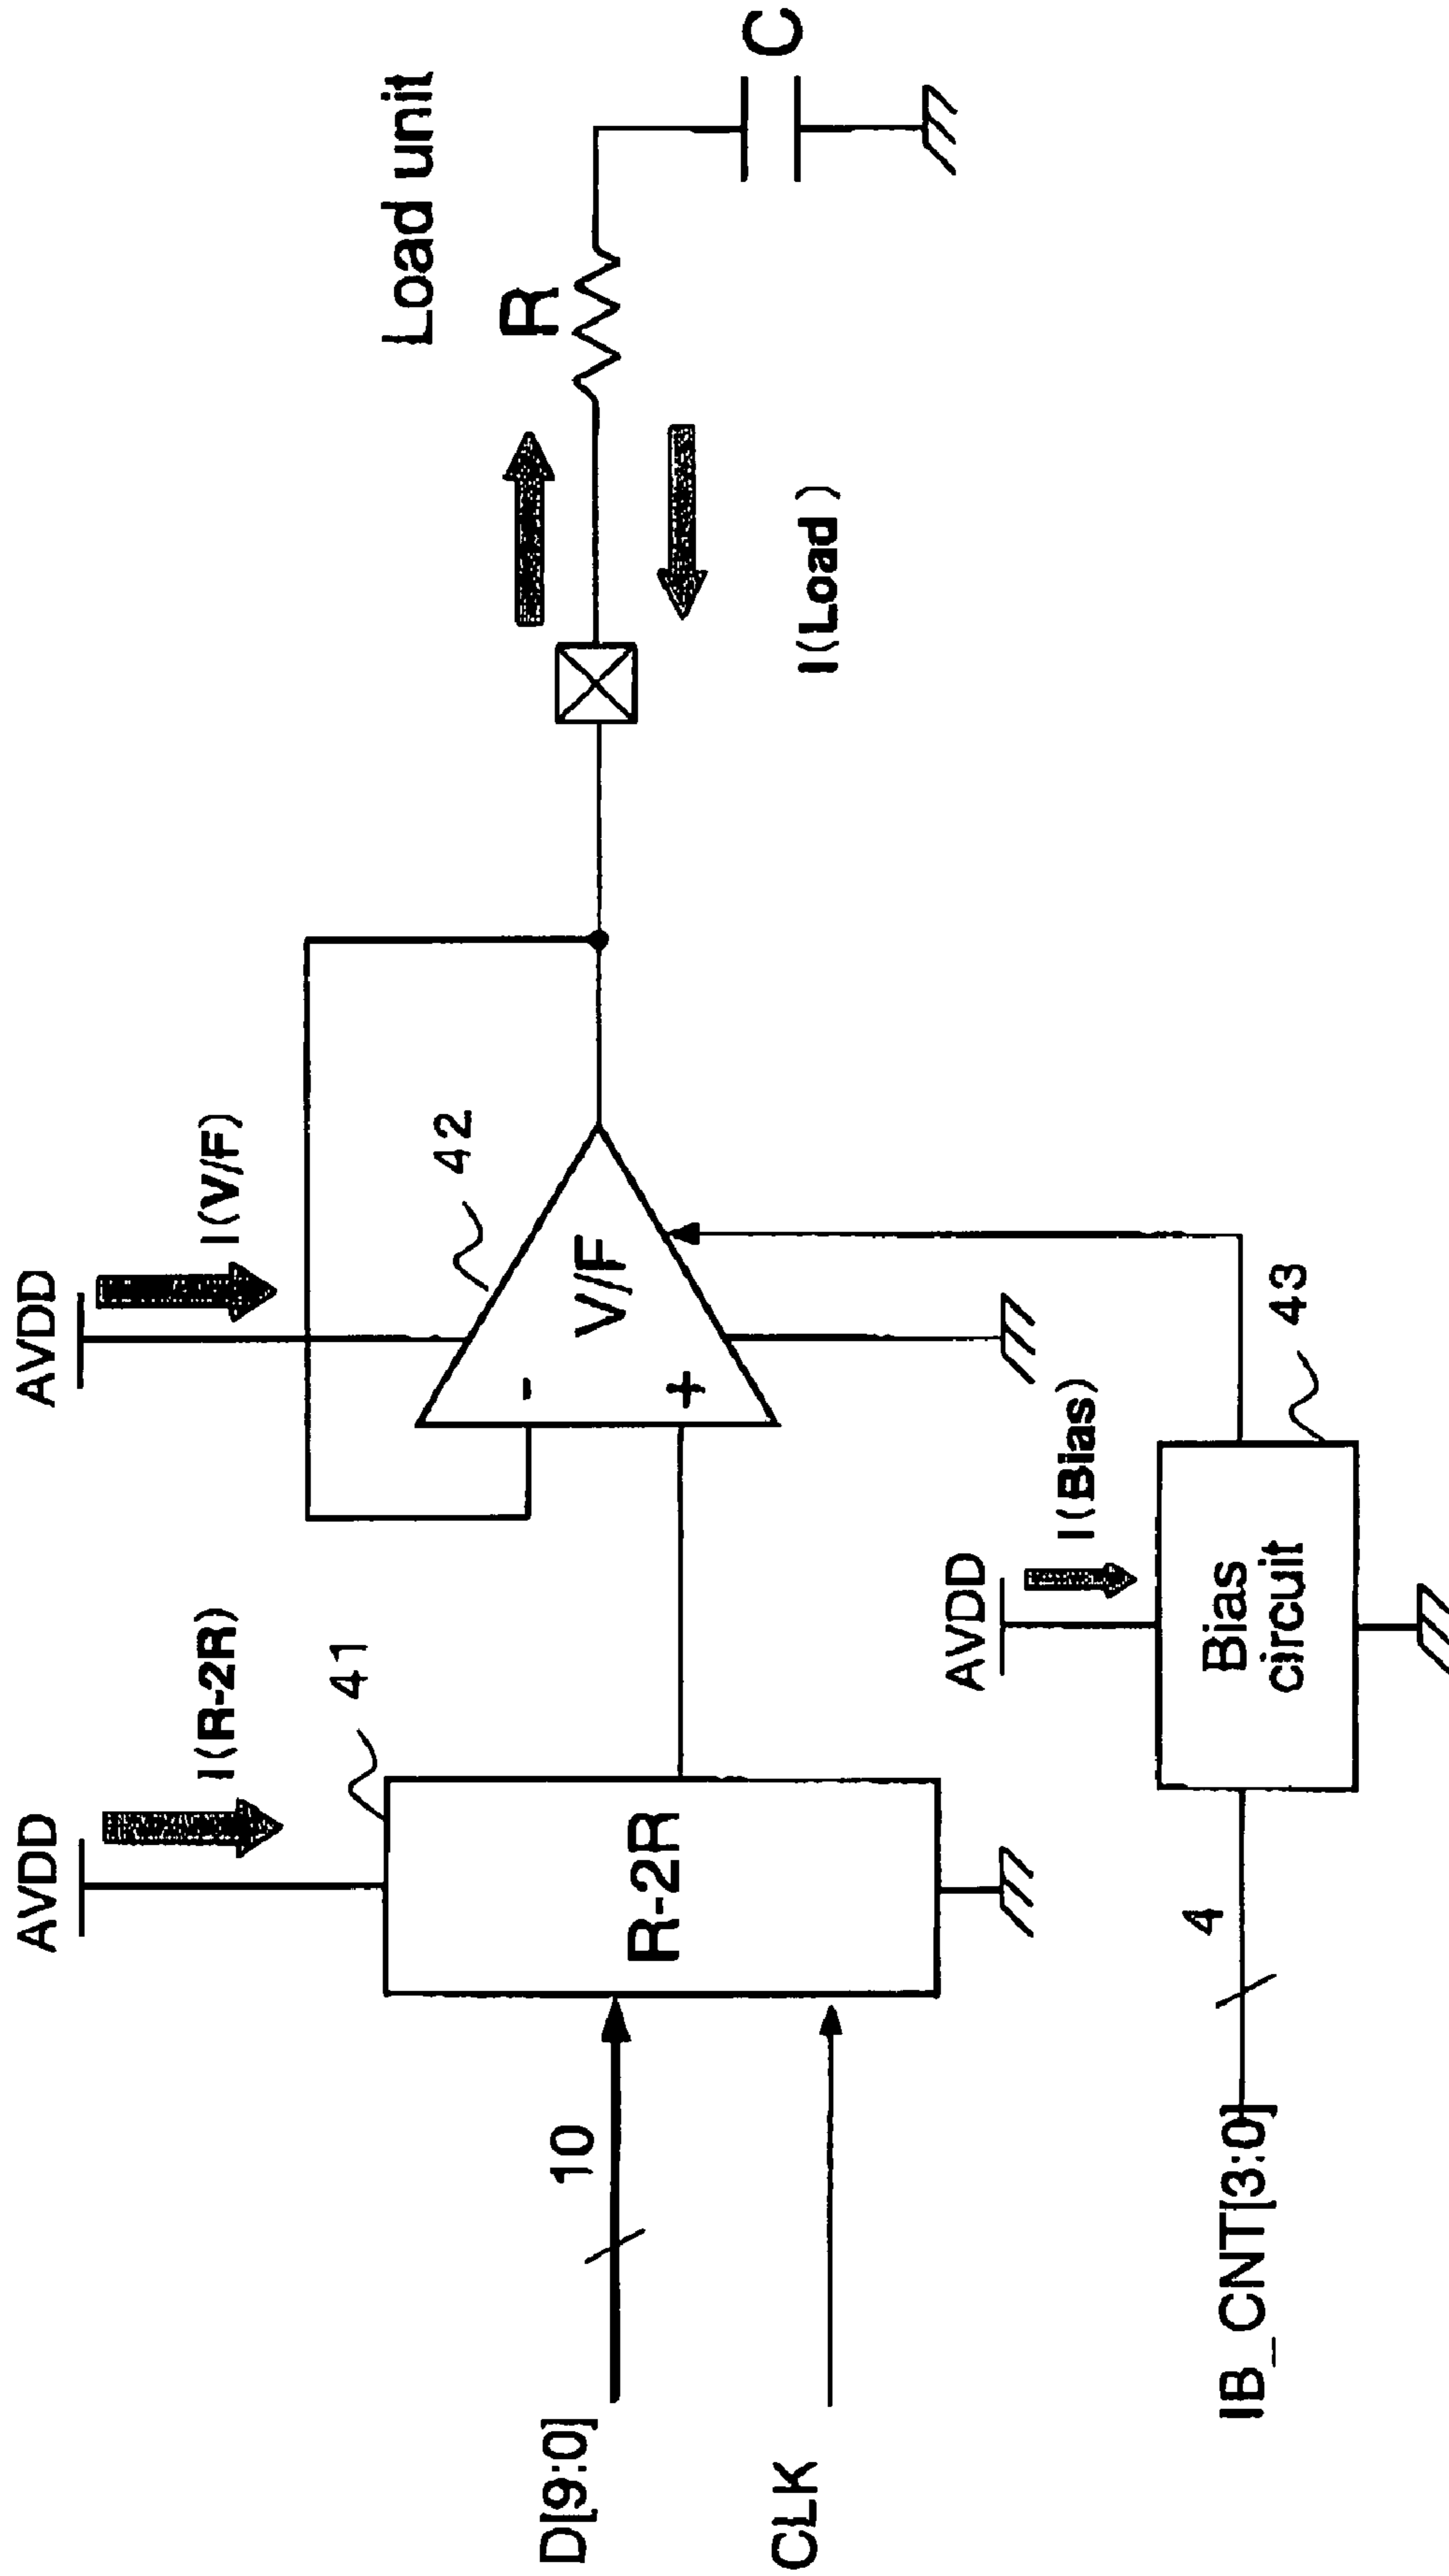 AVDD
I(R-2R)
41
R-2R
D[9:0]
10
CLK
AVDD
I(V/F)
42
-
+
V/F
Load unit
R
C
I(Load)
AVDD
I(Bias)
43
Bias
circuit
4
IB_CNT[3:0]